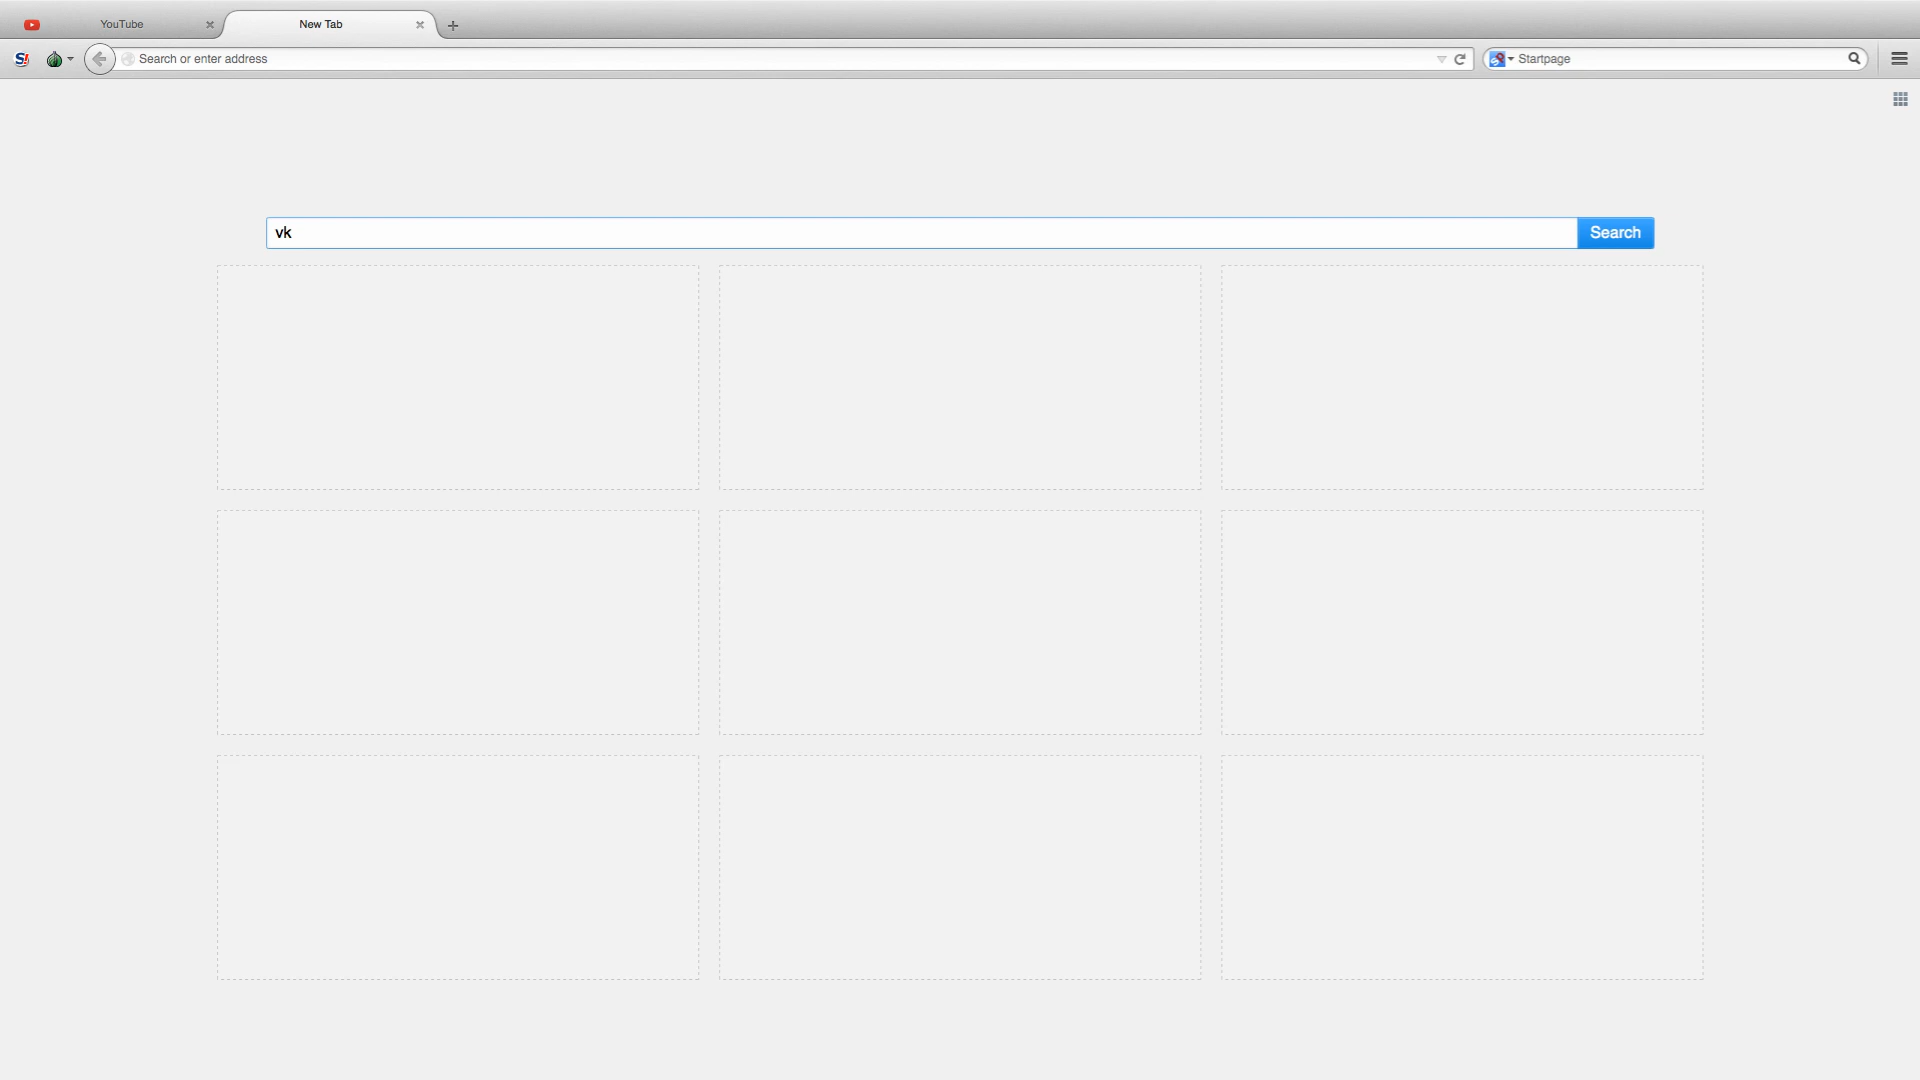 YouTube
New Tab
Search or enter address
Startpage
vk
Search